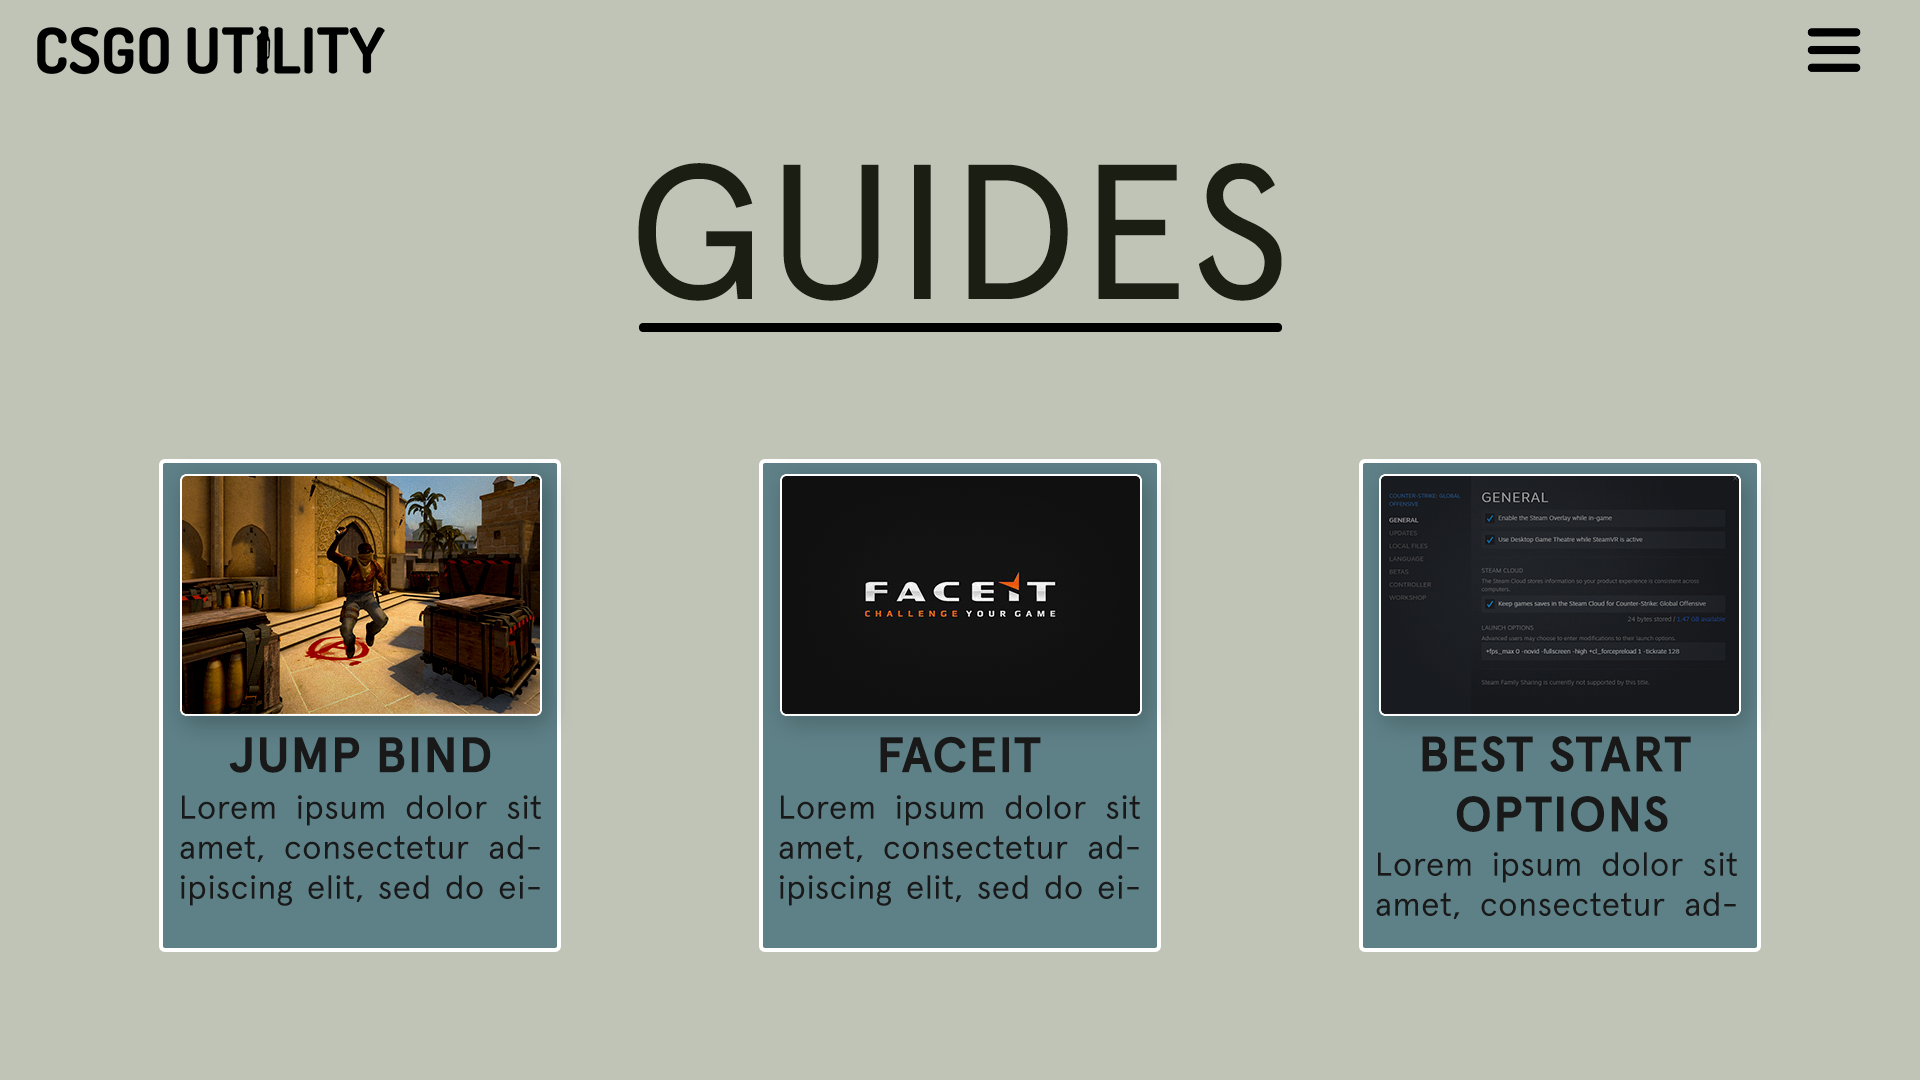 CSGO UTILITY
GUIDES
FACEIT
CHALLENGE YOUR GAME
COUNTER-STRIKE: GLOBAL
OFFENSIVE
GENERAL
UPDATES
LOCAL FILES
LANGUAGE
BETAS
CONTROLLER
WORKSHOP
GENERAL
Enable the Steam Overlay while in-game
Use Desktop Game Theatre while SteamVR is active
STEAM CLOUD
The Steam Cloud stores information so your product experience is consistent across
computers.
Keep games saves in the Steam Cloud for Counter-Strike: Global Offensive
24 bytes stored / 1.47 GB available
LAUNCH OPTIONS
Advanced users may choose to enter modifications to their launch options.
+fps_max 0 -novid -fullscreen -high +cl_forcepreload 1 -tickrate 128
Steam Family Sharing is currently not supported by this title.
JUMP BIND
Lorem ipsum dolor sit
amet, consectetur ad-
ipiscing elit, sed do ei-
FACEIT
Lorem ipsum dolor sit
amet, consectetur ad-
ipiscing elit, sed do ei-
BEST START
OPTIONS
Lorem ipsum dolor sit
amet, consectetur ad-